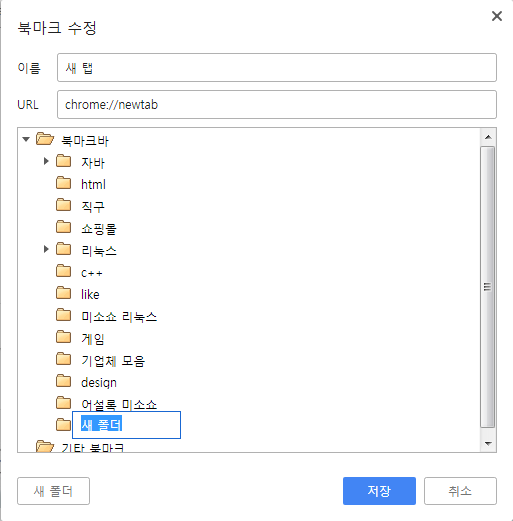 북마크 수정
이름 새 탭
URL chrome://newtab
북마크바
자바
html
직구
쇼핑몰
리눅스
c++
like
미소쇼 리눅스
게임
기업체 모음
design
어설록 미소쇼
새 폴더
기타 북마크
새 폴더 저장 취소